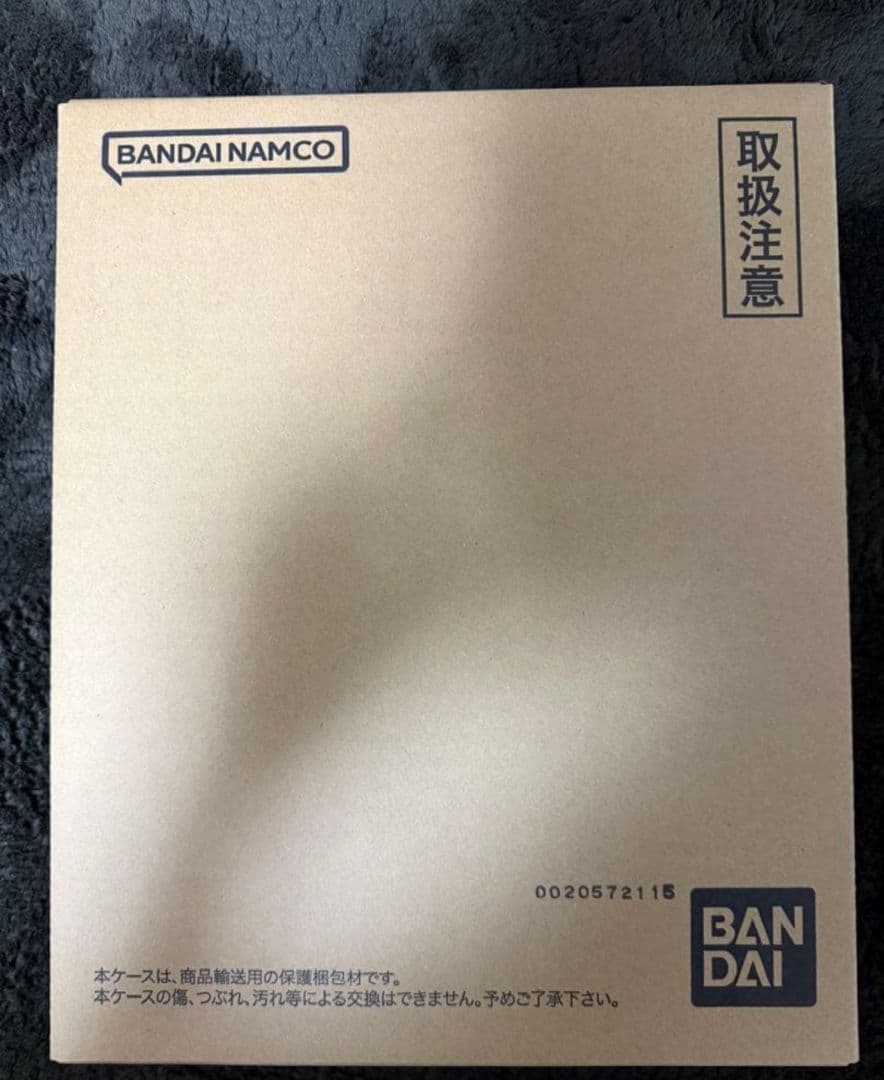 BANDAI NAMCO
取扱注意
0020572115
BAN
DAI
本ケースは、商品輸送用の保護梱包材です。
本ケースの傷、つぶれ、汚れ等による交換はできません。予めご了承下さい。